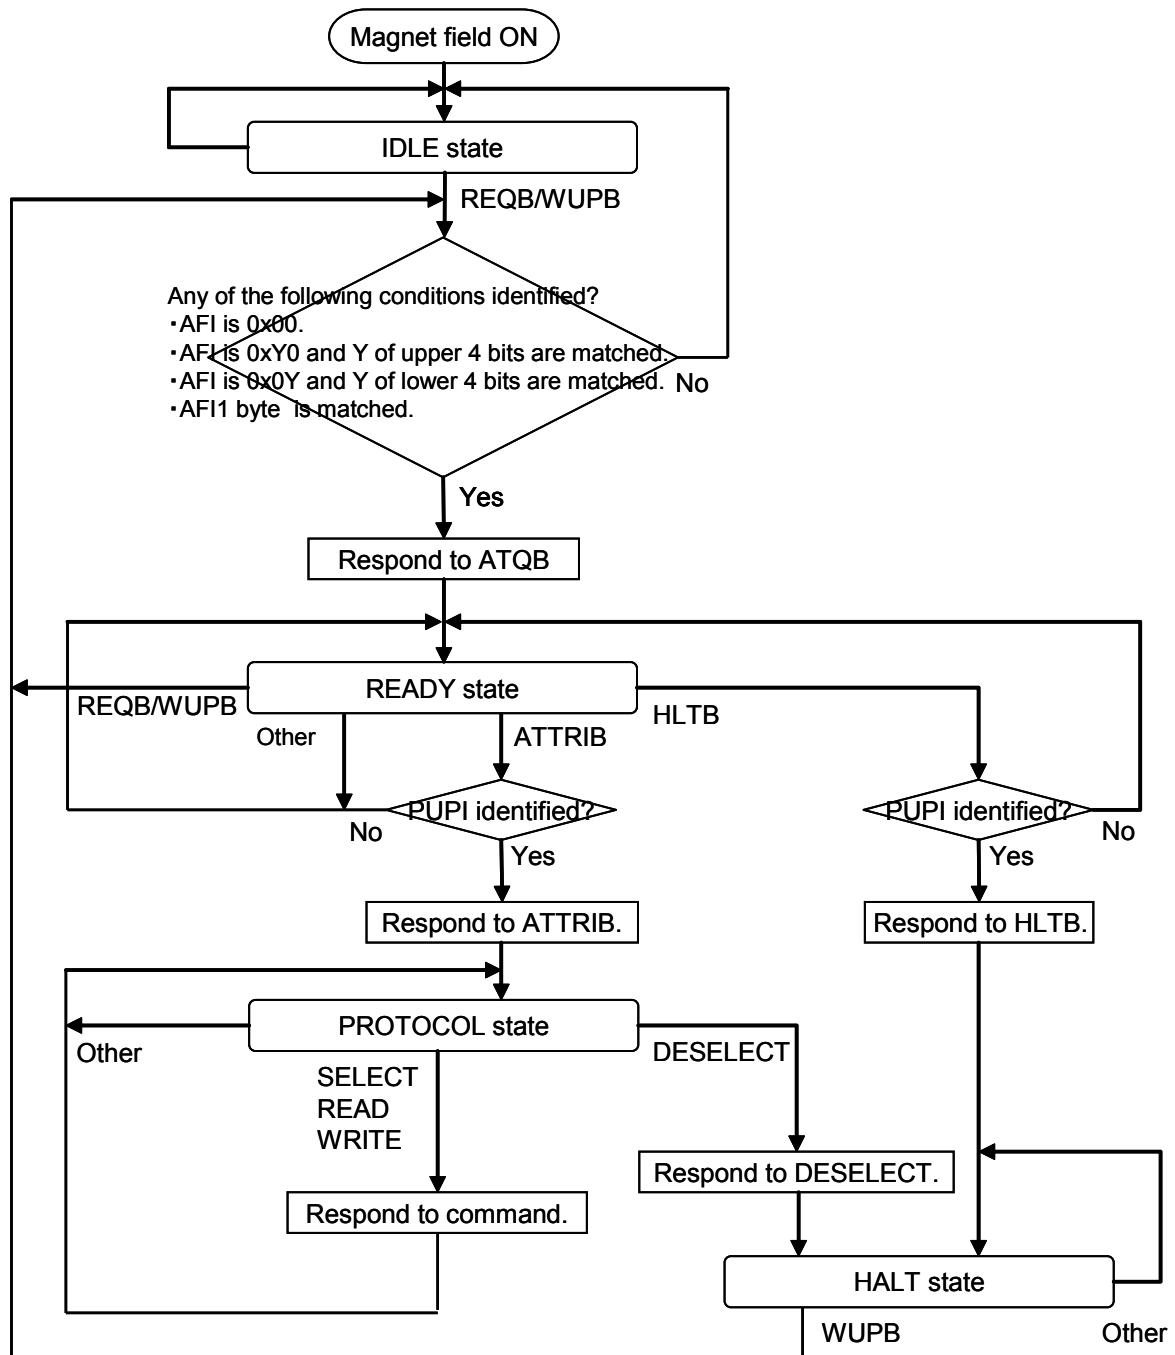 Magnet field ON
IDLE state
REQB/WUPB
Any of the following conditions identified?
・AFI is 0x00.
・AFI is 0xY0 and Y of upper 4 bits are matched.
・AFI is 0x0Y and Y of lower 4 bits are matched.
No
・AFI1 byte  is matched.
Yes
Respond to ATQB
READY state
REQB/WUPB
HLTB
Other
ATTRIB
PUPI identified?
PUPI identified?
No
No
Yes
Yes
Respond to ATTRIB.
Respond to HLTB.
PROTOCOL state
Other
DESELECT
SELECT
READ
WRITE
Respond to DESELECT.
Respond to command.
HALT state
WUPB
Other